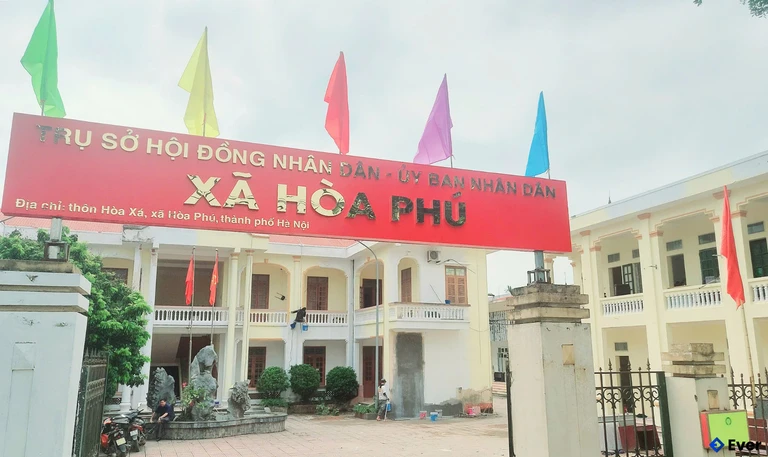 TRỤ SỞ HỘI ĐỒNG NHÂN DÂN - ỦY BAN NHÂN DÂN
XÃ HÒA PHÚ
Địa chỉ: thôn Hòa Xá, xã Hòa Phú, thành phố Hà Nội
Ever